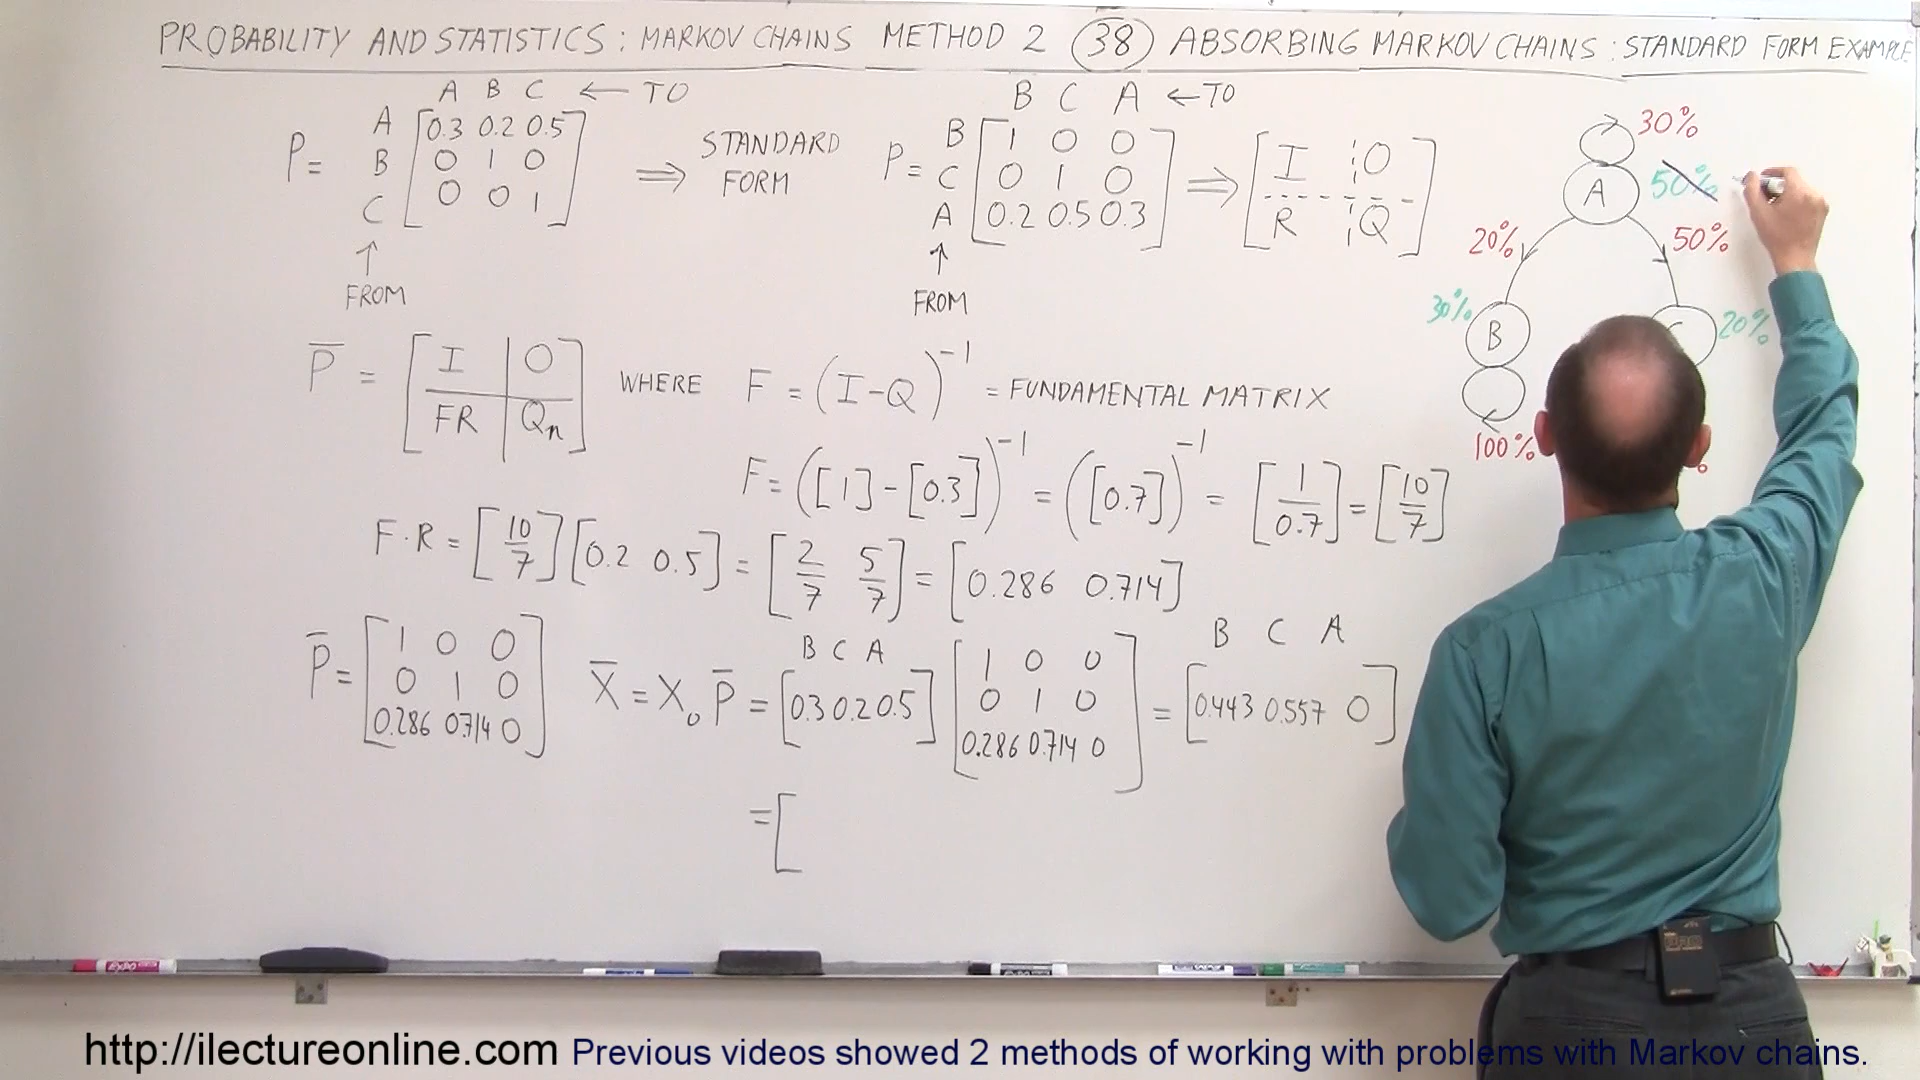 PROBABILITY AND STATISTICS: MARKOV CHAINS METHOD 2 (38) ABSORBING MARKOV CHAINS: STANDARD FORM EXAMPLE
A B C ← TO
P = A [0.3 0.2 0.5]
B [0 1 0]
C [0 0 1]
↑
FROM
⇒ STANDARD FORM
B C A ← TO
P = B [1 0 0]
C [0 1 0]
A [0.2 0.5 0.3]
↑
FROM
⇒ [I O]
[R Q]
30%
A
50%
20%
50%
30%
B
20%
100%
P̅ = [I O]
[FR Qn]
WHERE F = (I-Q)⁻¹ = FUNDAMENTAL MATRIX
F = ([1] - [0.3])⁻¹ = ([0.7])⁻¹ = [1/0.7] = [10/7]
F·R = [10/7][0.2 0.5] = [2/7 5/7] = [0.286 0.714]
P̅ = [1 0 0]
[0 1 0]
[0.286 0.714 0]
B C A
X̅ = X₀ P̅ = [0.3 0.2 0.5]
[1 0 0]
[0 1 0]
[0.286 0.714 0]
B C A
= [0.443 0.557 0]
= [
EXPO
http://ilectureonline.com Previous videos showed 2 methods of working with problems with Markov chains.